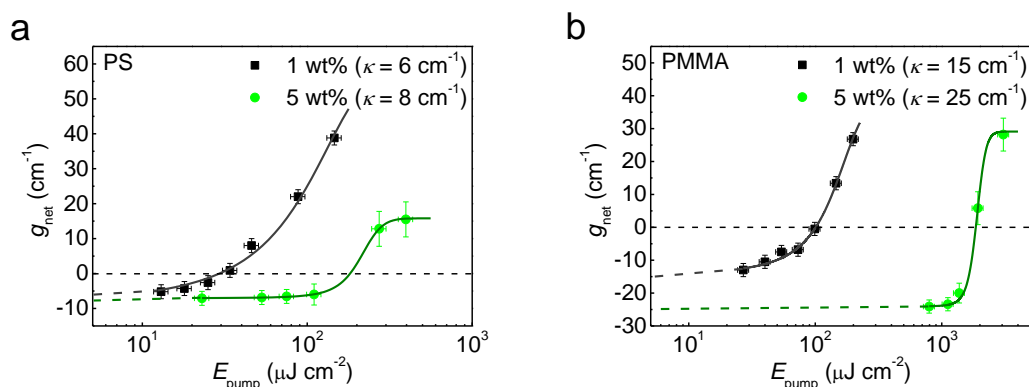 a
PS
1 wt% (κ = 6 cm⁻¹)
5 wt% (κ = 8 cm⁻¹)
60
50
40
30
20
10
0
-10
g_net (cm⁻¹)
10¹
10²
10³
E_pump (μJ cm⁻²)
b
PMMA
1 wt% (κ = 15 cm⁻¹)
5 wt% (κ = 25 cm⁻¹)
50
40
30
20
10
0
-10
-20
-30
g_net (cm⁻¹)
10¹
10²
10³
E_pump (μJ cm⁻²)